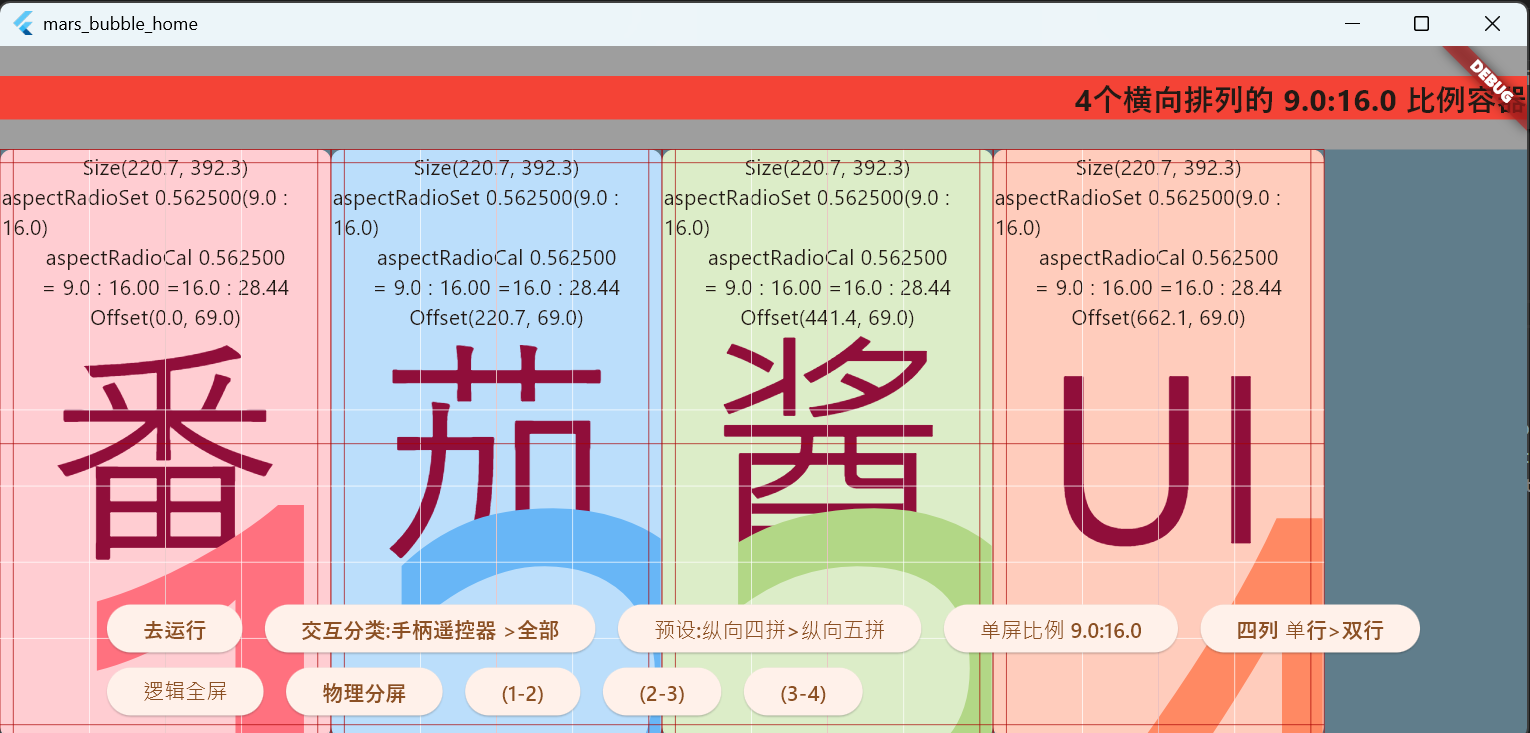 mars_bubble_home
DEBUG
4个横向排列的 9.0:16.0 比例容器
Size(220.7, 392.3)
aspectRadioSet 0.562500(9.0 :
16.0)
aspectRadioCal 0.562500
= 9.0 : 16.00 =16.0 : 28.44
Offset(0.0, 69.0)
番
1
Size(220.7, 392.3)
aspectRadioSet 0.562500(9.0 :
16.0)
aspectRadioCal 0.562500
= 9.0 : 16.00 =16.0 : 28.44
Offset(220.7, 69.0)
茄
2
Size(220.7, 392.3)
aspectRadioSet 0.562500(9.0 :
16.0)
aspectRadioCal 0.562500
= 9.0 : 16.00 =16.0 : 28.44
Offset(441.4, 69.0)
酱
3
Size(220.7, 392.3)
aspectRadioSet 0.562500(9.0 :
16.0)
aspectRadioCal 0.562500
= 9.0 : 16.00 =16.0 : 28.44
Offset(662.1, 69.0)
UI
4
去运行
交互分类:手柄遥控器 >全部
预设:纵向四拼>纵向五拼
单屏比例 9.0:16.0
四列 单行>双行
逻辑全屏
物理分屏
(1-2)
(2-3)
(3-4)